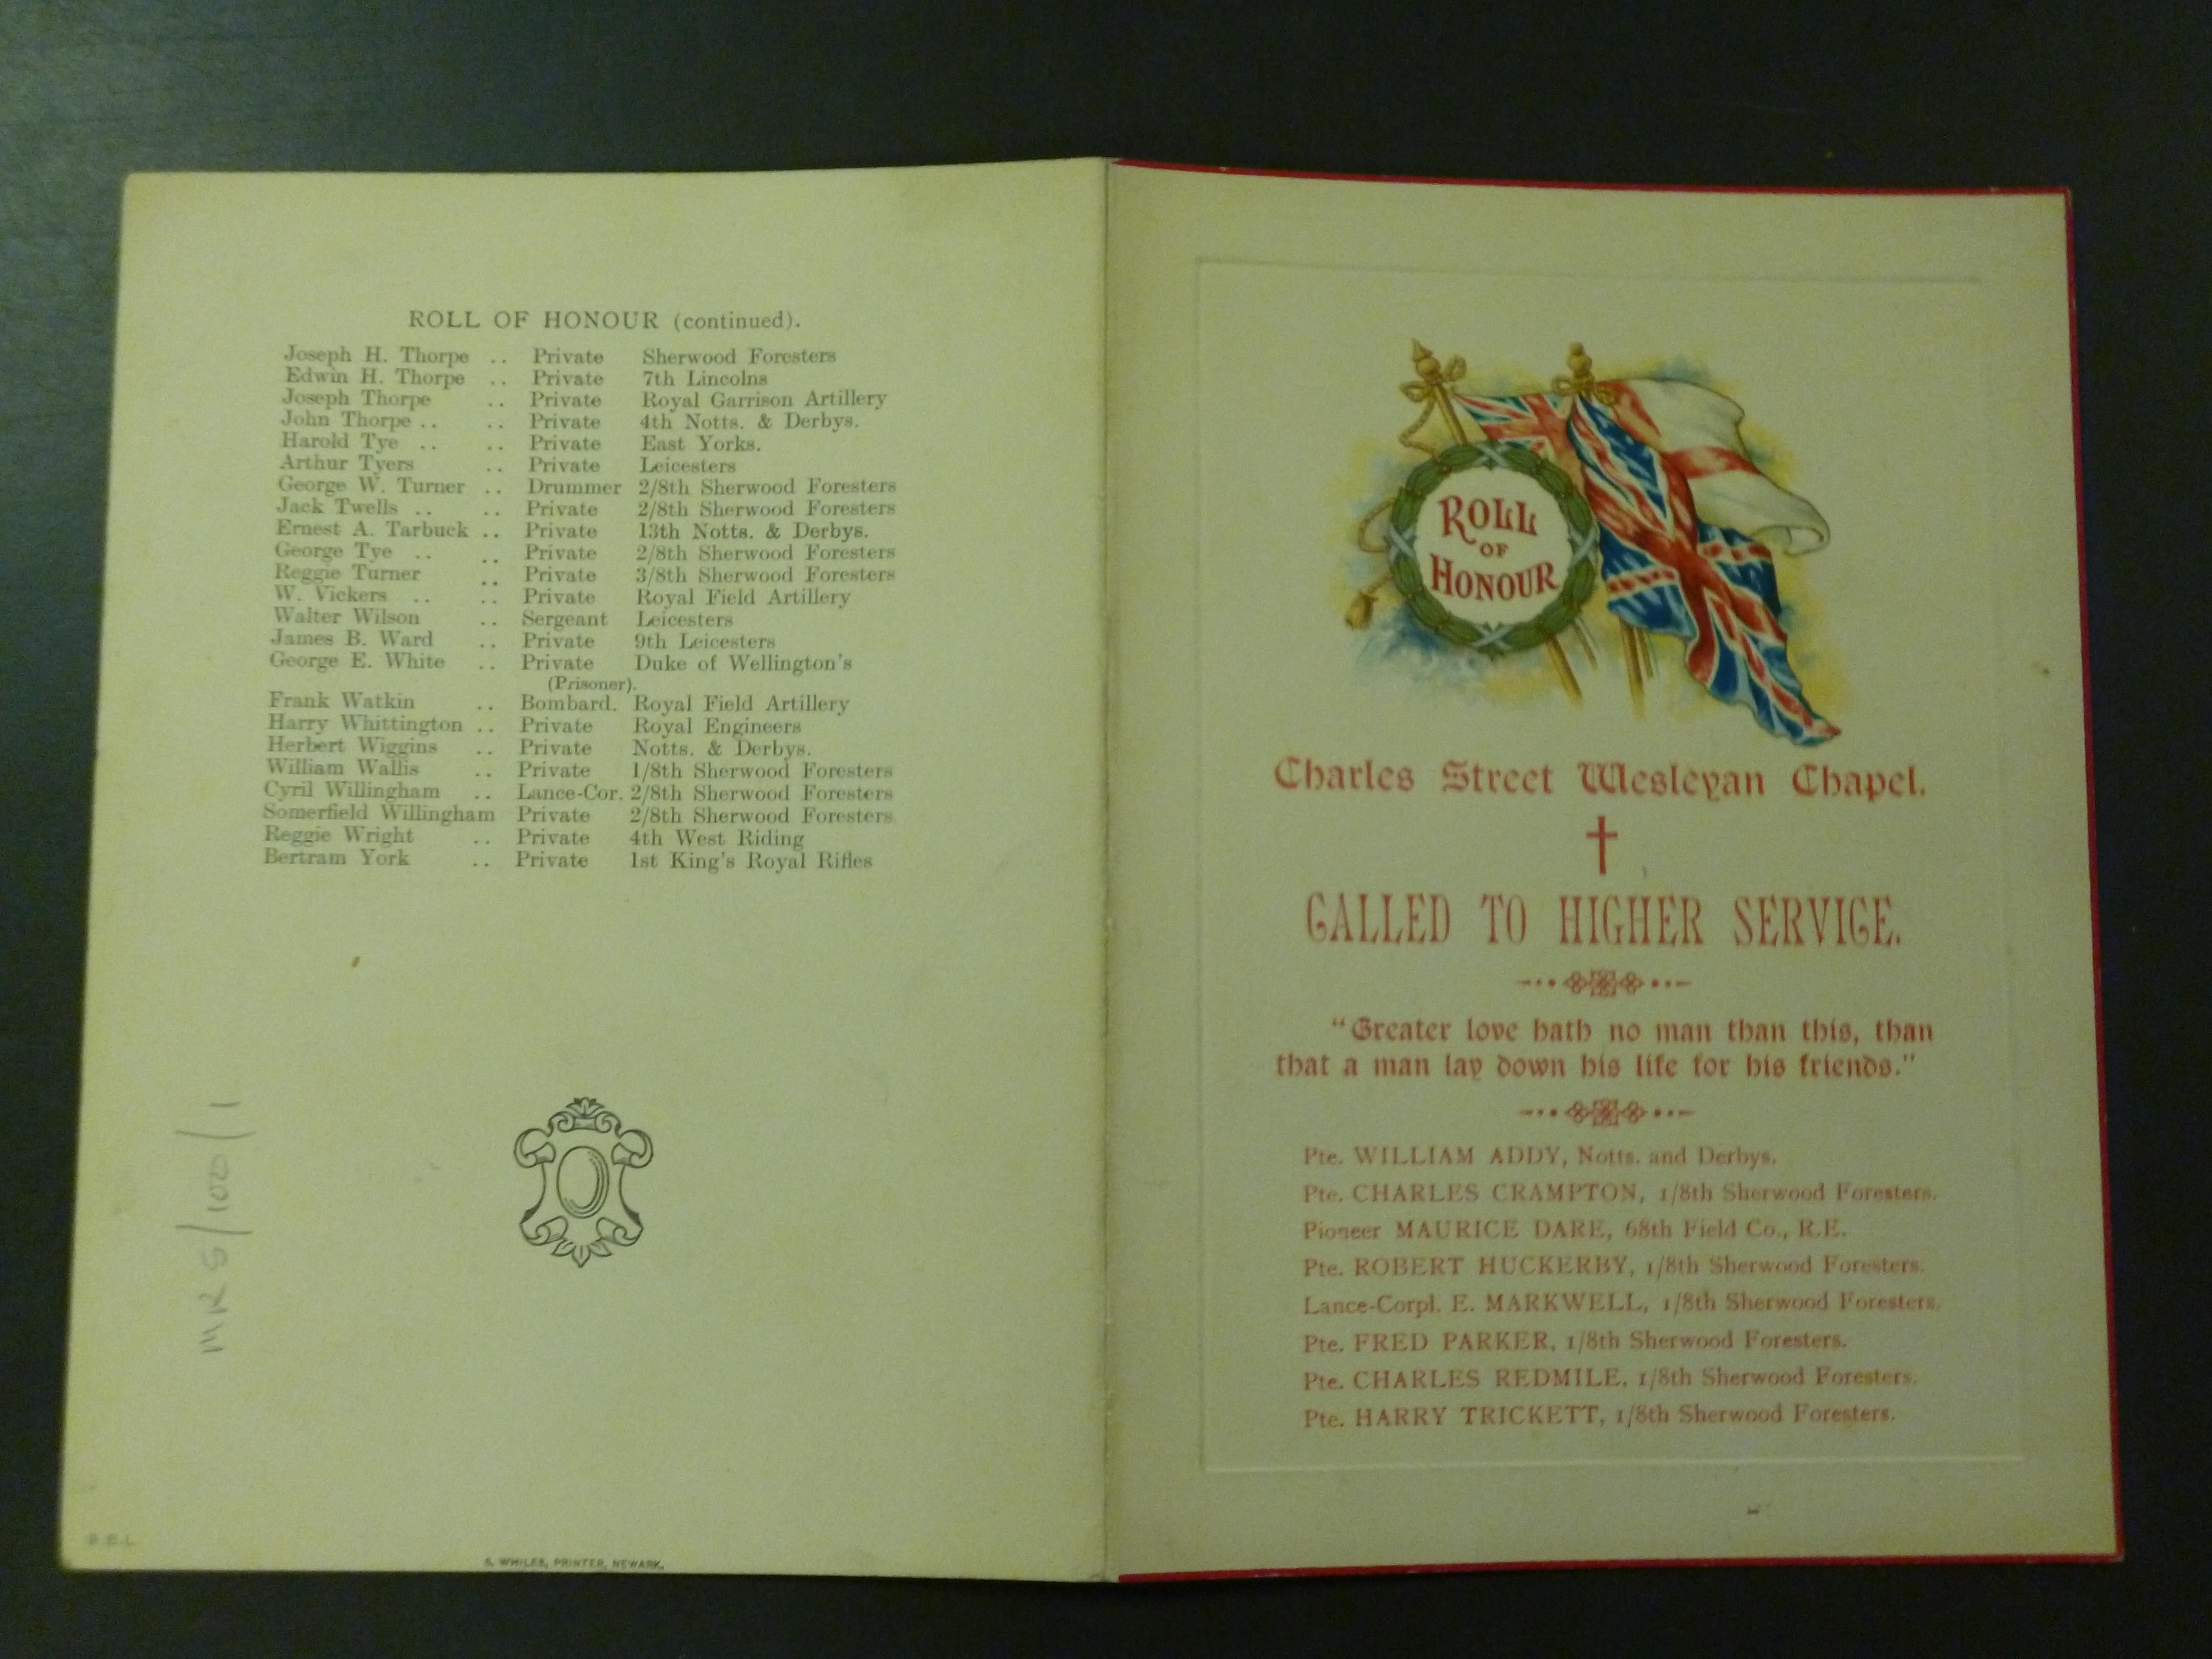 ROLL OF HONOUR (continued).
Joseph H. Thorpe .. Private Sherwood Foresters
Edwin H. Thorpe .. Private 7th Lincolns
Joseph Thorpe .. Private Royal Garrison Artillery
John Thorpe .. .. Private 4th Notts. & Derbys.
Harold Tye .. .. Private East Yorks.
Arthur Tyers .. Private Leicesters
George W. Turner .. Drummer 2/8th Sherwood Foresters
Jack Twells .. .. Private 2/8th Sherwood Foresters
Ernest A. Tarbuck .. Private 13th Notts. & Derbys.
George Tye .. .. Private 2/8th Sherwood Foresters
Reggie Turner .. Private 3/8th Sherwood Foresters
W. Vickers .. .. Private Royal Field Artillery
Walter Wilson .. Sergeant Leicesters
James B. Ward .. Private 9th Leicesters
George E. White .. Private Duke of Wellington's
(Prisoner).
Frank Watkin .. Bombard. Royal Field Artillery
Harry Whittington .. Private Royal Engineers
Herbert Wiggins .. Private Notts. & Derbys.
William Wallis .. Private 1/8th Sherwood Foresters
Cyril Willingham .. Lance-Cor. 2/8th Sherwood Foresters
Somerfield Willingham Private 2/8th Sherwood Foresters
Reggie Wright .. Private 4th West Riding
Bertram York .. Private 1st King's Royal Rifles
MR 5/100/1
S. WHILES, PRINTER, NEWARK.
ROLL
OF
HONOUR
Charles Street Wesleyan Chapel.
CALLED TO HIGHER SERVICE.
"Greater love hath no man than this, than
that a man lay down his life for his friends."
Pte. WILLIAM ADDY, Notts. and Derbys.
Pte. CHARLES CRAMPTON, 1/8th Sherwood Foresters.
Pioneer MAURICE DARE, 68th Field Co., R.E.
Pte. ROBERT HUCKERBY, 1/8th Sherwood Foresters.
Lance-Corpl. E. MARKWELL, 1/8th Sherwood Foresters.
Pte. FRED PARKER, 1/8th Sherwood Foresters.
Pte. CHARLES REDMILE, 1/8th Sherwood Foresters.
Pte. HARRY TRICKETT, 1/8th Sherwood Foresters.